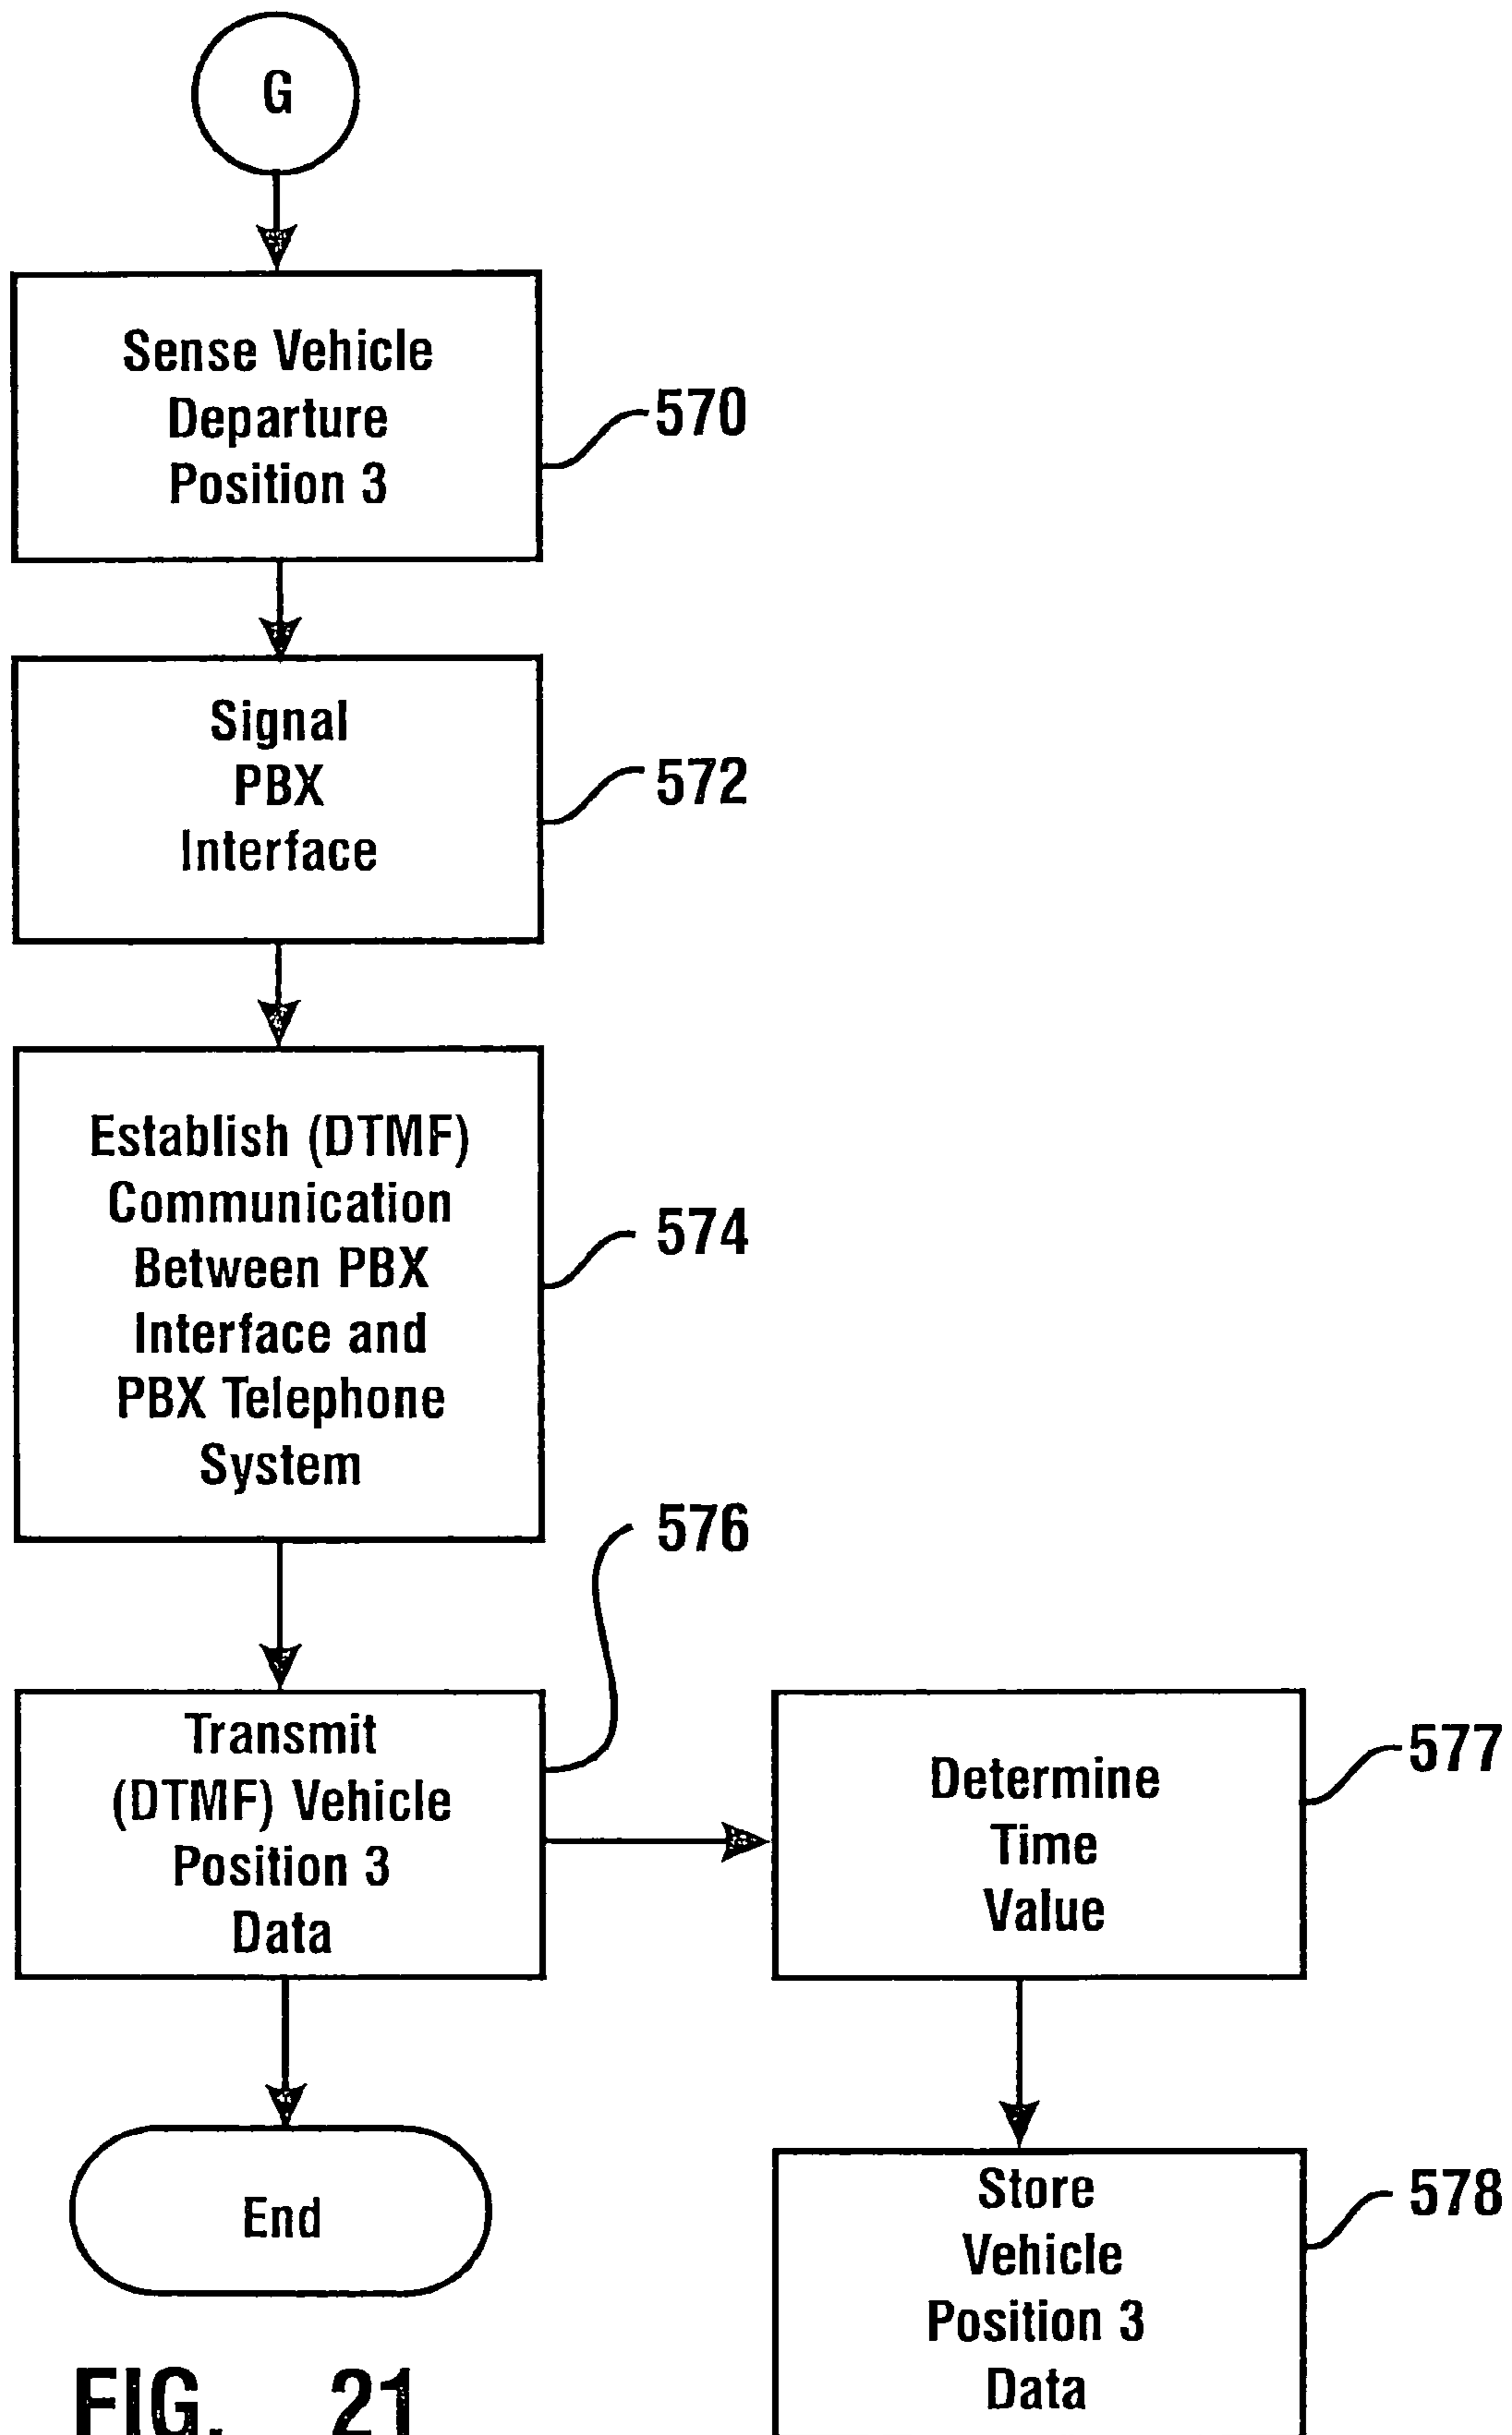 G
Sense Vehicle
Departure
Position 3
570
Signal
PBX
Interface
572
Establish (DTMF)
Communication
Between PBX
Interface and
PBX Telephone
System
574
576
Transmit
(DTMF) Vehicle
Position 3
Data
Determine
Time
Value
577
End
Store
Vehicle
Position 3
Data
578
FIG. 21